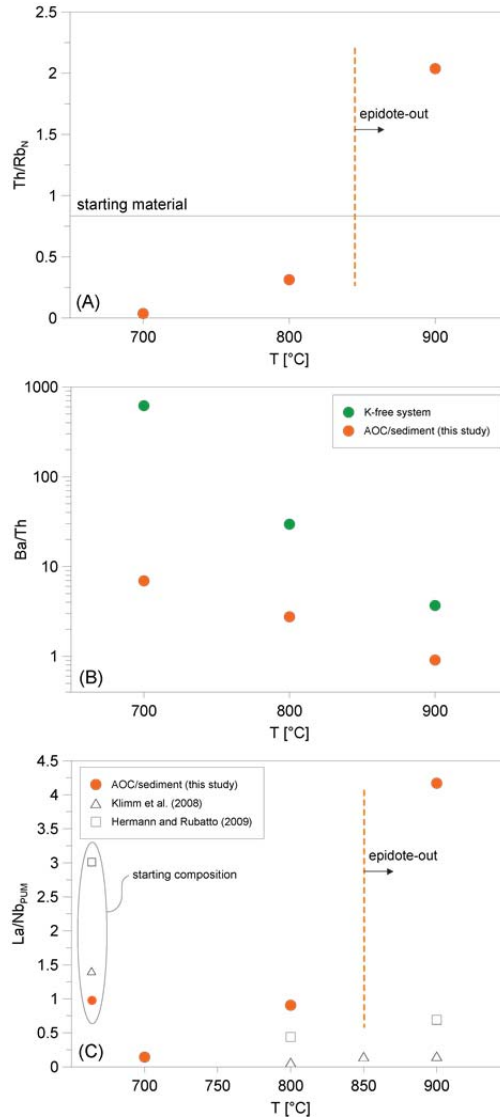 2.5
2
1.5
1
0.5
0
Th/RbN
epidote-out
starting material
(A)
700
800
900
T [°C]
1000
100
10
1
Ba/Th
K-free system
AOC/sediment (this study)
(B)
700
800
900
T [°C]
4.5
4
3.5
3
2.5
2
1.5
1
0.5
0
La/NbPUM
AOC/sediment (this study)
Klimm et al. (2008)
Hermann and Rubatto (2009)
starting composition
epidote-out
(C)
700
750
800
850
900
T [°C]